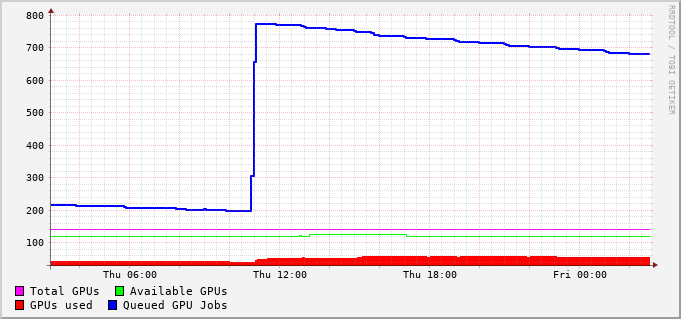 800
700
600
500
400
300
200
100
Thu 06:00 Thu 12:00 Thu 18:00 Fri 00:00
Total GPUs Available GPUs
GPUs used Queued GPU Jobs
RRDTOOL / TOBI OETIKER